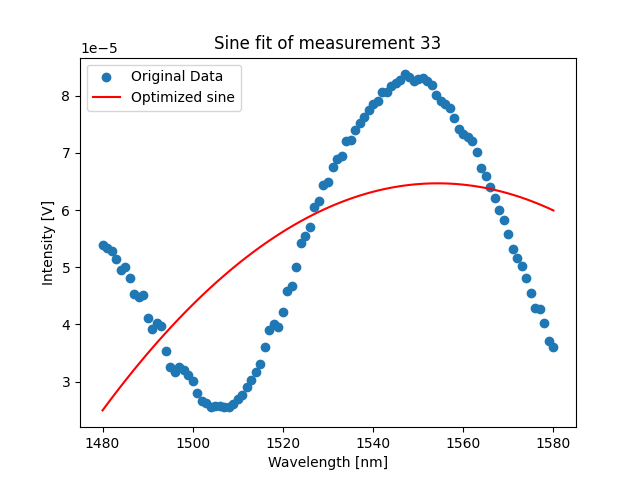 Sine fit of measurement 33
1e−5
Original Data
Optimized sine
8
7
6
5
4
3
Intensity [V]
1480 1500 1520 1540 1560 1580
Wavelength [nm]